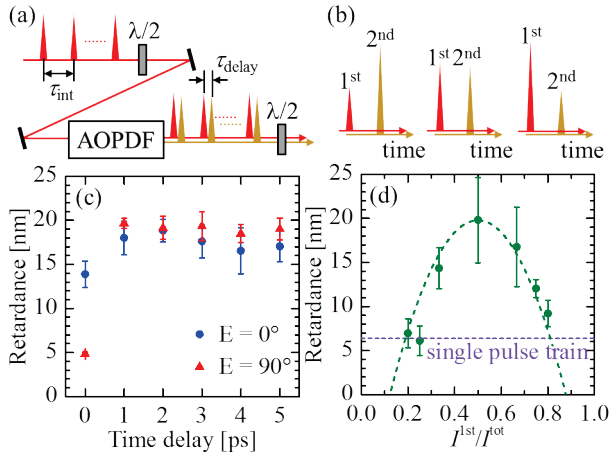 (a)
λ/2
τint
τdelay
λ/2
AOPDF
(b)
1st
2nd
1st
2nd
1st
2nd
time
time
time
(c)
Retardance [nm]
25
20
15
10
5
0
E = 0°
E = 90°
0 1 2 3 4 5
Time delay [ps]
(d)
Retardance [nm]
25
20
15
10
5
0
single pulse train
0.0 0.2 0.4 0.6 0.8 1.0
I1st/Itot